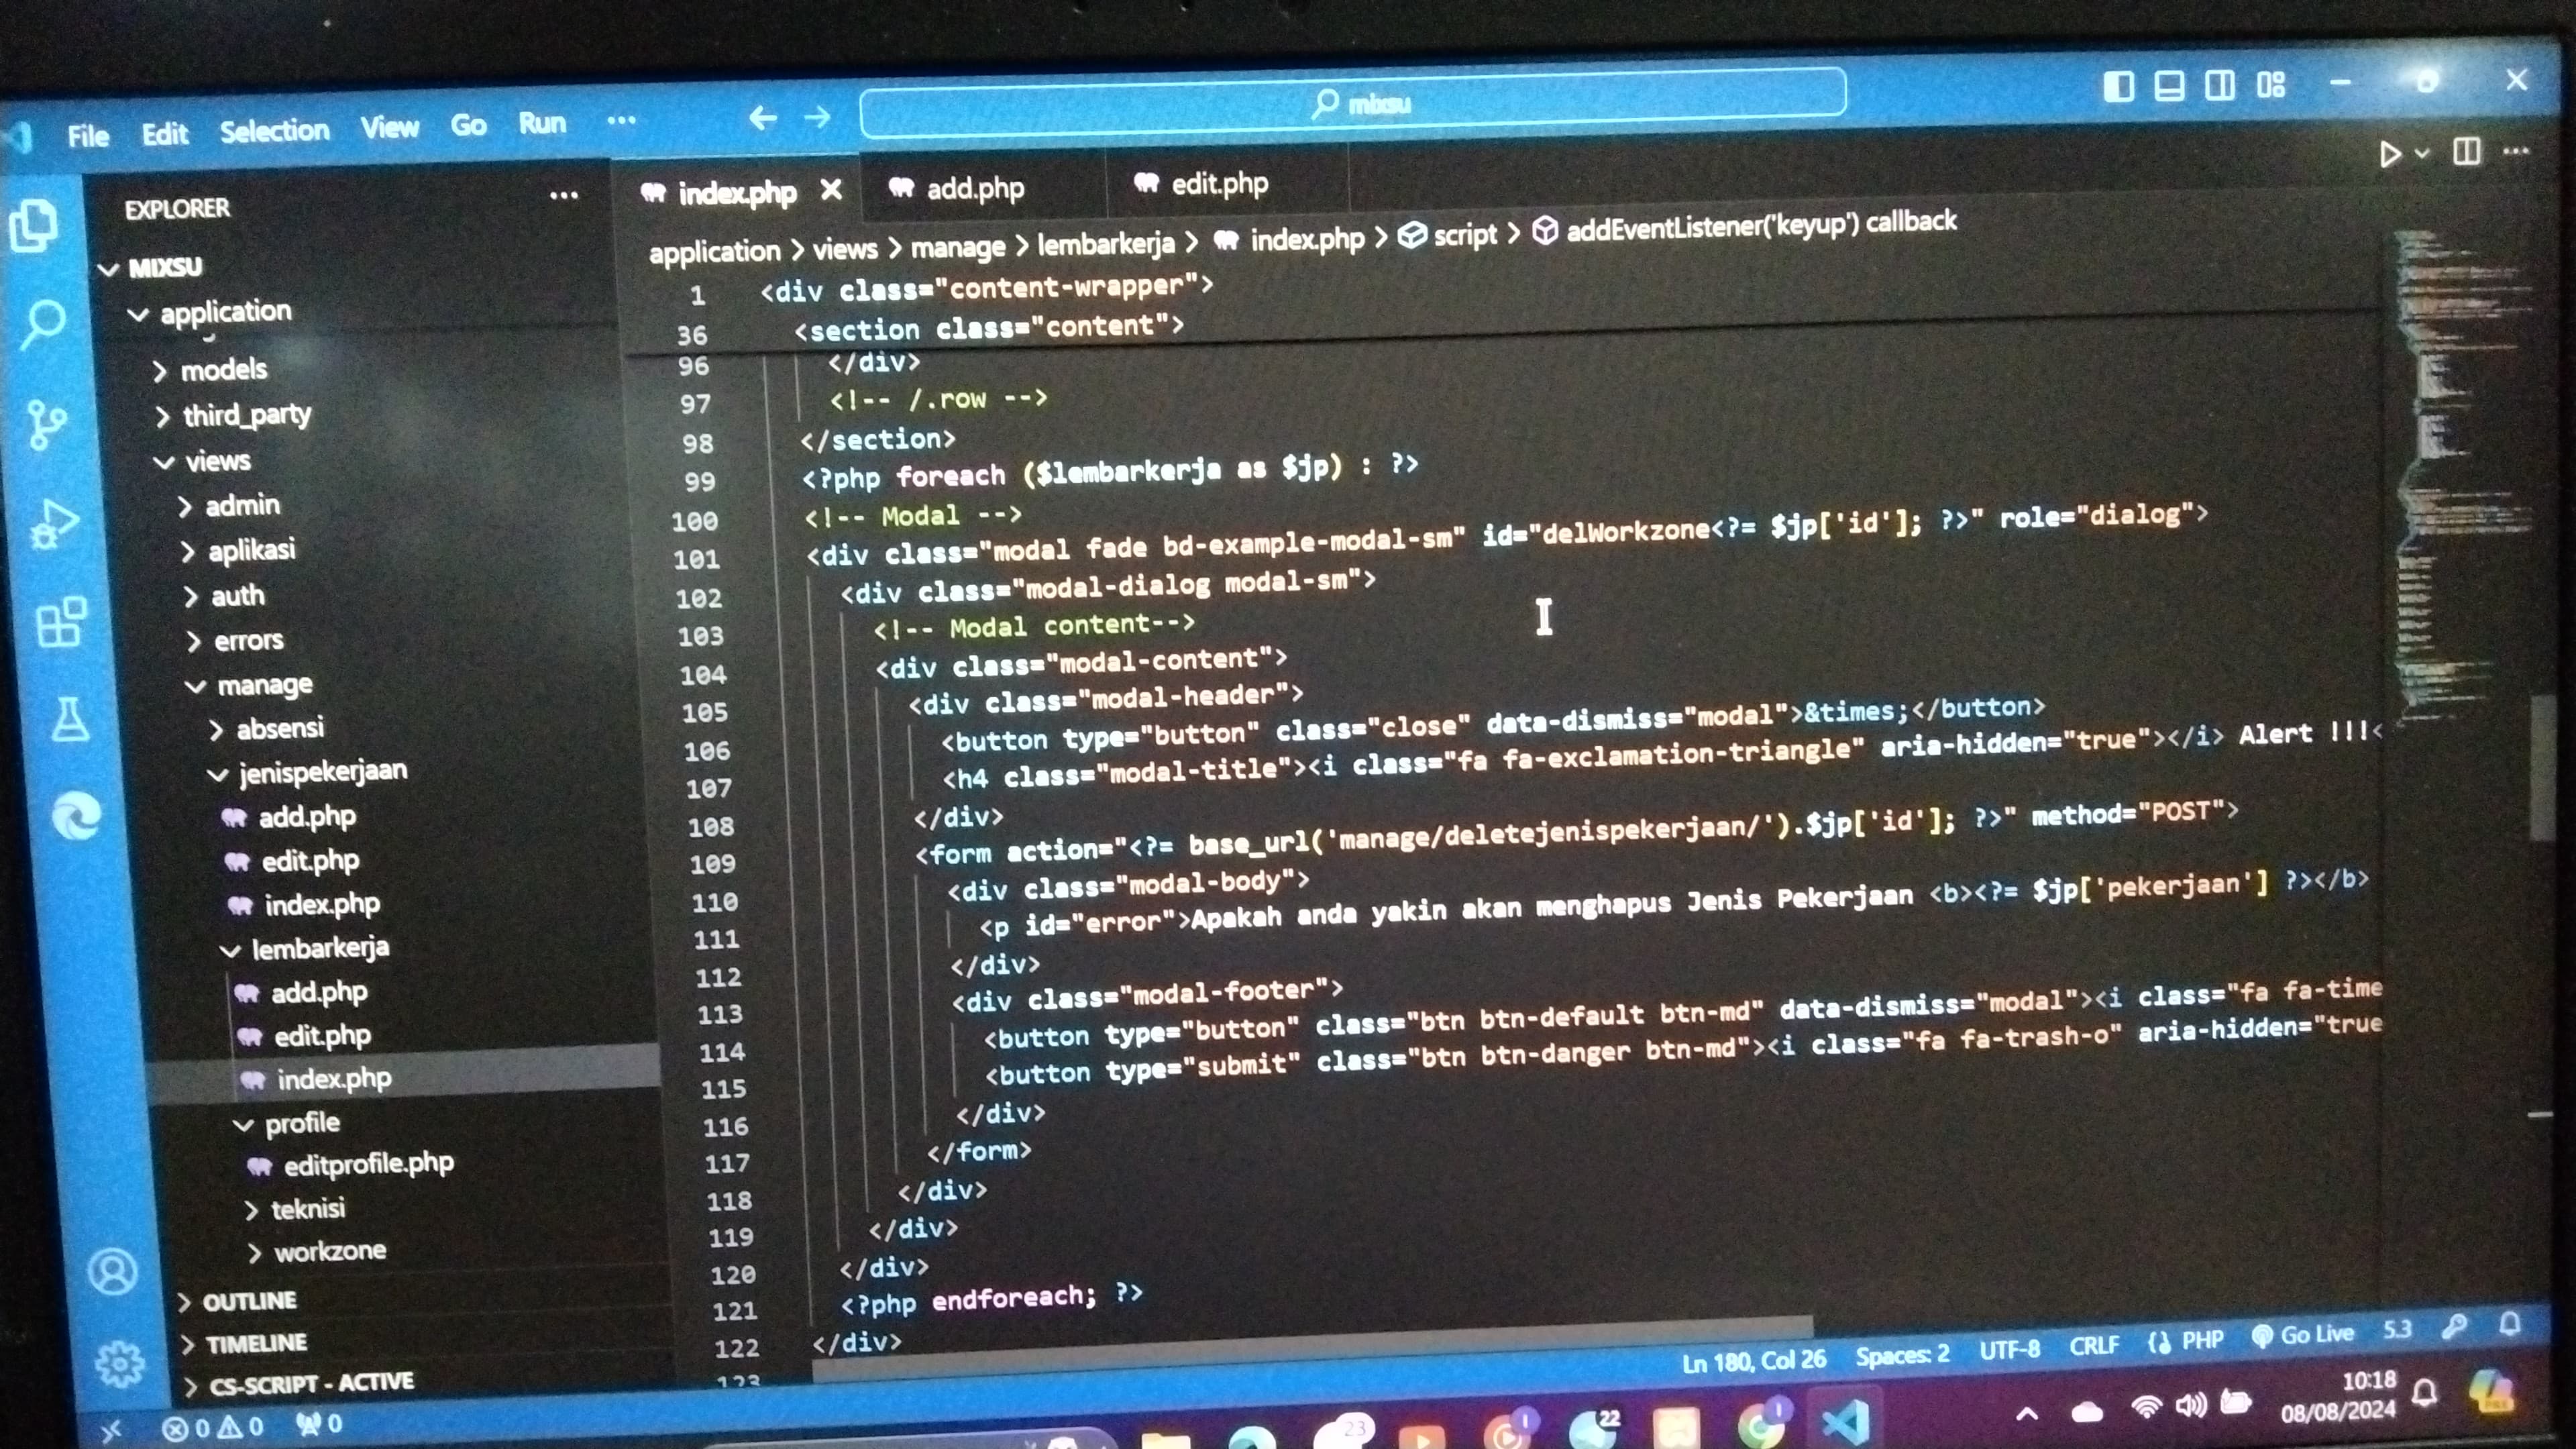 File Edit Selection View Go Run ... mixsu
EXPLORER ...
MIXSU
application
models
third_party
views
admin
aplikasi
auth
errors
manage
absensi
jenispekerjaan
add.php
edit.php
index.php
lembarkerja
add.php
edit.php
index.php
profile
editprofile.php
teknisi
workzone
OUTLINE
TIMELINE
CS-SCRIPT - ACTIVE
index.php add.php edit.php
application > views > manage > lembarkerja > index.php > script > addEventListener('keyup') callback
1 <div class="content-wrapper">
36 <section class="content">
96 </div>
97 <!-- /.row -->
98 </section>
99 <?php foreach ($lembarkerja as $jp) : ?>
100 <!-- Modal -->
101 <div class="modal fade bd-example-modal-sm" id="delWorkzone<?= $jp['id']; ?>" role="dialog">
102 <div class="modal-dialog modal-sm">
103 <!-- Modal content-->
104 <div class="modal-content">
105 <div class="modal-header">
106 <button type="button" class="close" data-dismiss="modal">&times;</button>
107 <h4 class="modal-title"><i class="fa fa-exclamation-triangle" aria-hidden="true"></i> Alert !!!<
108 </div>
109 <form action="<?= base_url('manage/deletejenispekerjaan/').$jp['id']; ?>" method="POST">
110 <div class="modal-body">
111 <p id="error">Apakah anda yakin akan menghapus Jenis Pekerjaan <b><?= $jp['pekerjaan'] ?></b>
112 </div>
113 <div class="modal-footer">
114 <button type="button" class="btn btn-default btn-md" data-dismiss="modal"><i class="fa fa-time
115 <button type="submit" class="btn btn-danger btn-md"><i class="fa fa-trash-o" aria-hidden="true
116 </div>
117 </form>
118 </div>
119 </div>
120 </div>
121 <?php endforeach; ?>
122 </div>
123
0 0 0 Ln 180, Col 26 Spaces: 2 UTF-8 CRLF PHP Go Live 5.3
23 22 10:18
08/08/2024